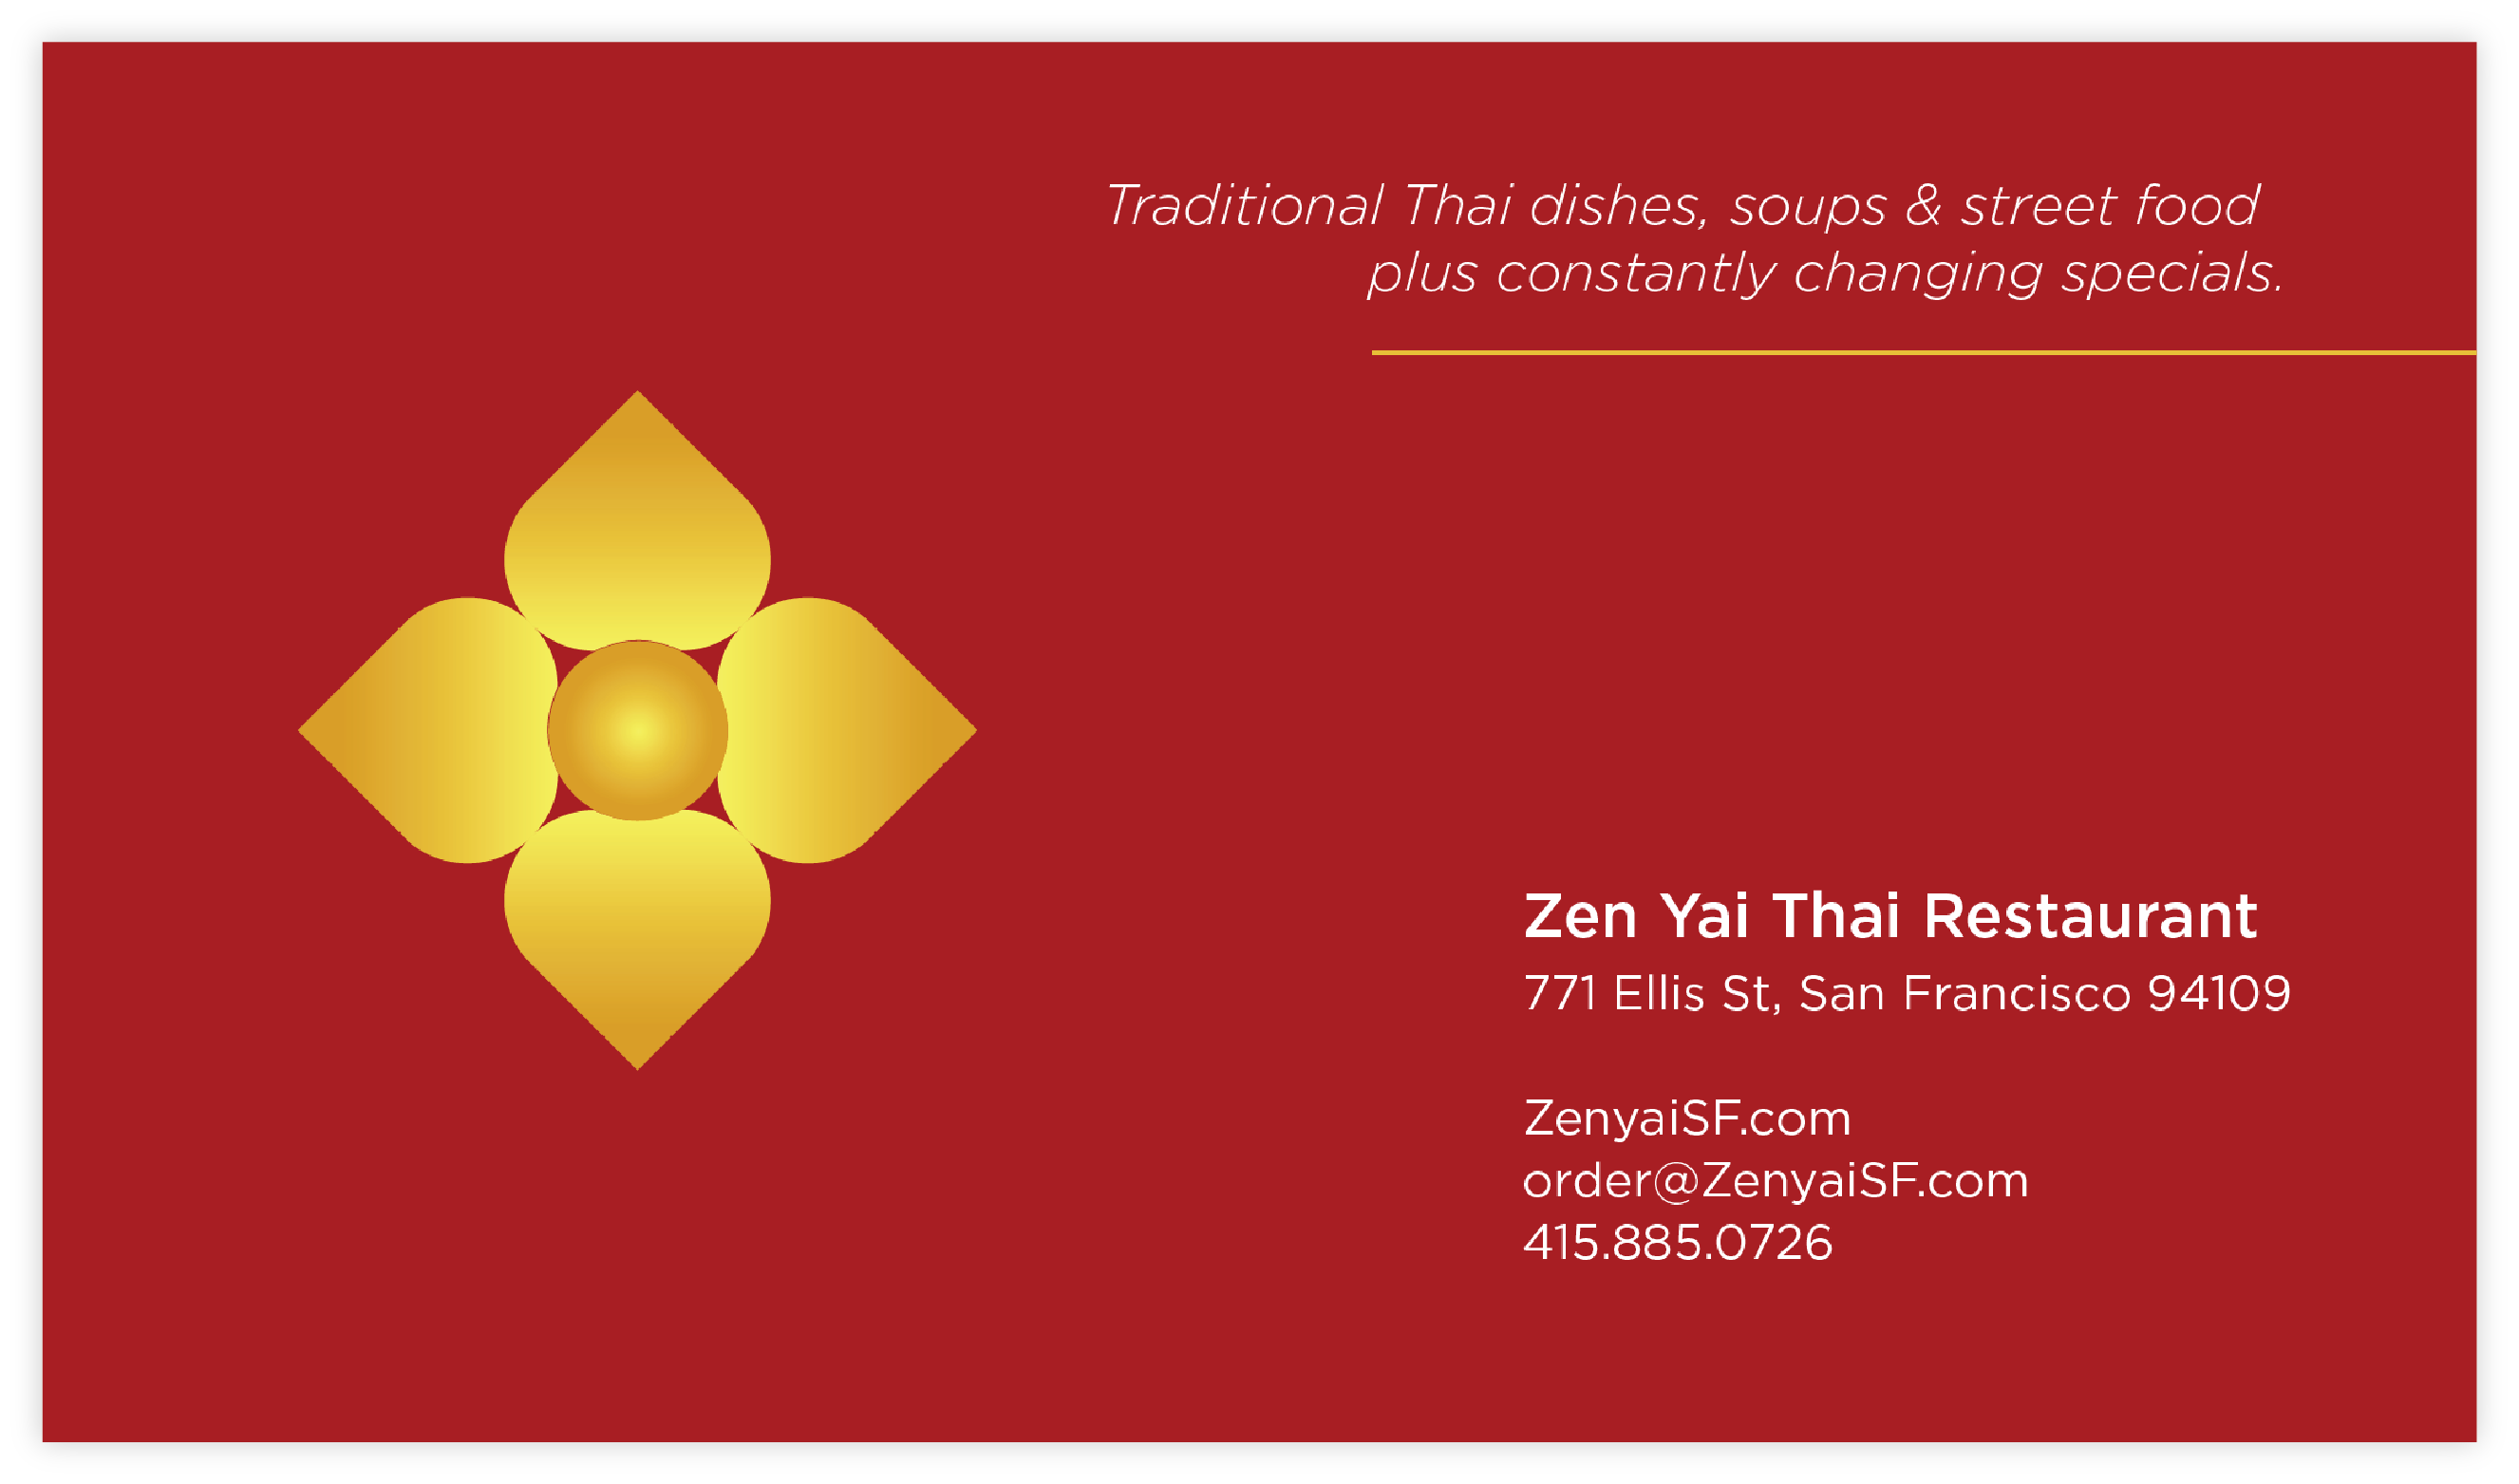 Traditional Thai dishes, soups & street food
plus constantly changing specials.
Zen Yai Thai Restaurant
771 Ellis St, San Francisco 94109
ZenyaiSF.com
order@ZenyaiSF.com
415.885.0726